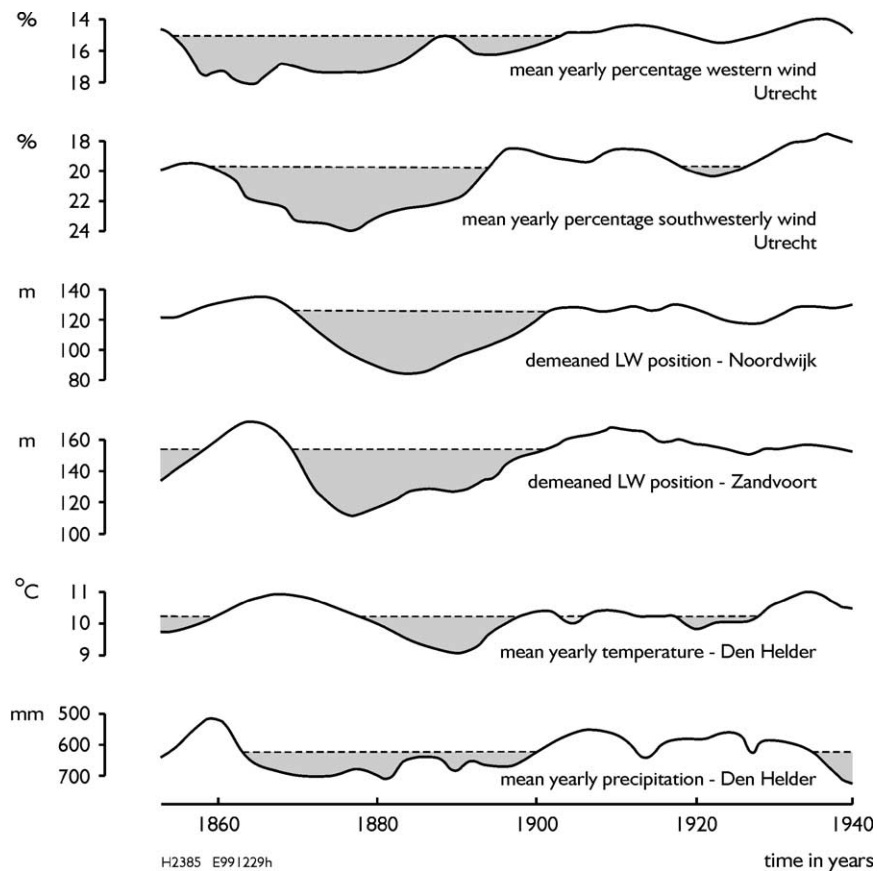 %
14
16
18
mean yearly percentage western wind
Utrecht
%
18
20
22
24
mean yearly percentage southwesterly wind
Utrecht
m
140
120
100
80
demeaned LW position - Noordwijk
m
160
140
120
100
demeaned LW position - Zandvoort
°C
11
10
9
mean yearly temperature - Den Helder
mm
500
600
700
mean yearly precipitation - Den Helder
1860 1880 1900 1920 1940
H2385 E991229h time in years